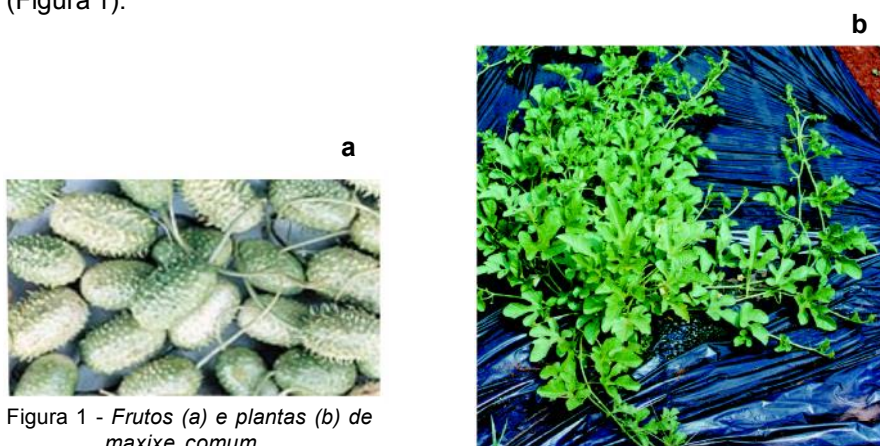 (Figura 1).
b
a
Figura 1 - Frutos (a) e plantas (b) de
maxixe comum